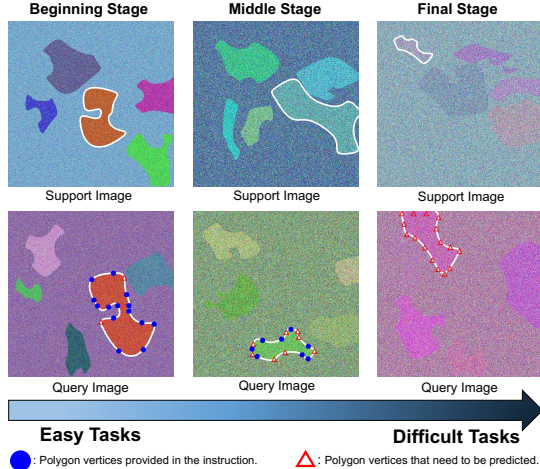 Beginning Stage Middle Stage Final Stage
Support Image Support Image Support Image
Query Image Query Image Query Image
Easy Tasks Difficult Tasks
: Polygon vertices provided in the instruction. : Polygon vertices that need to be predicted.